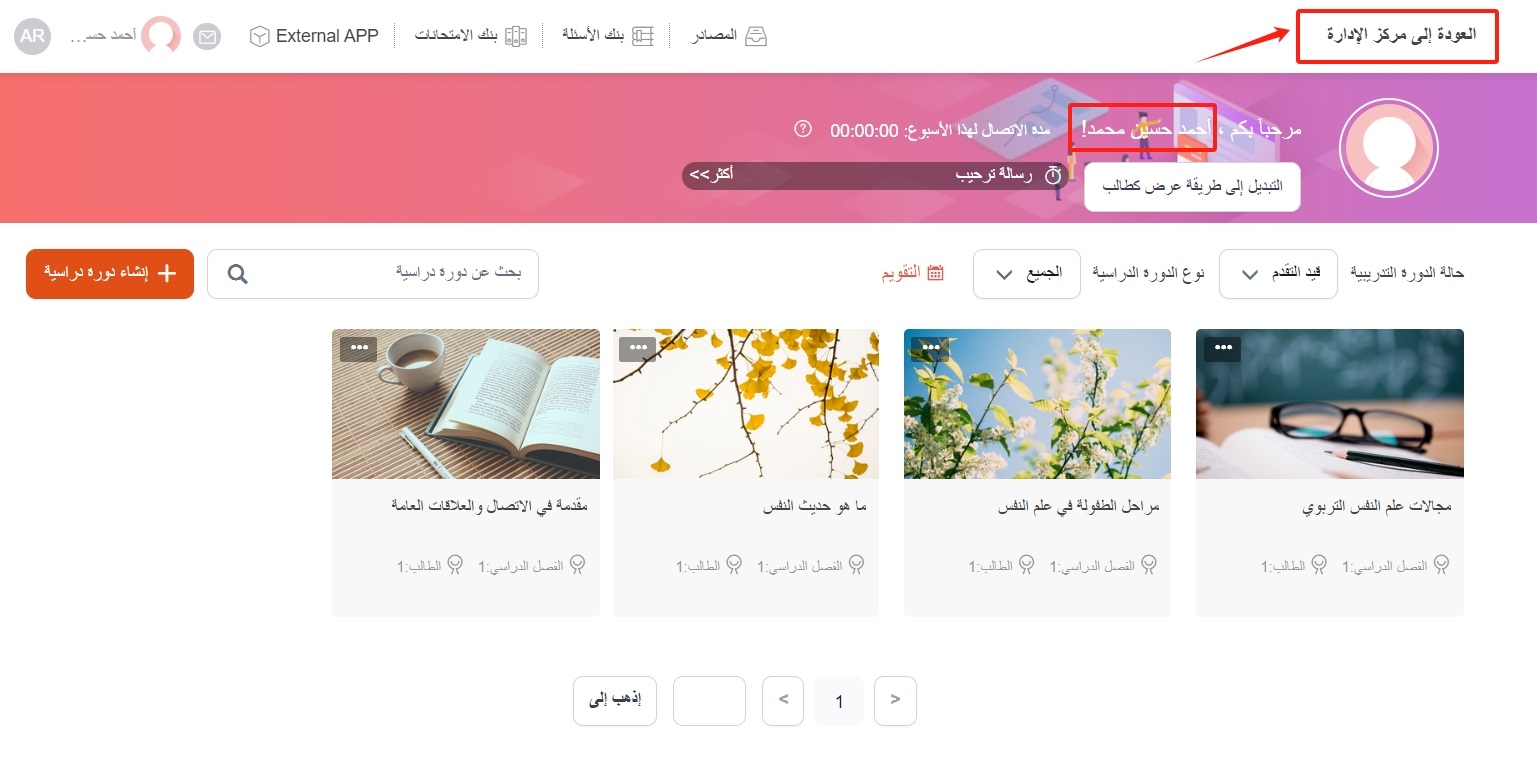 العودة إلى مركز الإدارة
المصادر
بنك الأسئلة
بنك الامتحانات
External APP
أحمد حسـ...
AR
مرحباً بكم ، أحمد حسين محمد!
مدة الاتصال لهذا الأسبوع: 00:00:00
التبديل إلى طريقة عرض كطالب
رسالة ترحيب
أكثر>>
حالة الدورة التدريبية
قيد التقدم
نوع الدورة الدراسية
الجميع
التقويم
بحث عن دورة دراسية
إنشاء دورة دراسية
مجالات علم النفس التربوي
الفصل الدراسي:1 الطالب:1
مراحل الطفولة في علم النفس
الفصل الدراسي:1 الطالب:1
ما هو حديث النفس
الفصل الدراسي:1 الطالب:1
مقدمة في الاتصال والعلاقات العامة
الفصل الدراسي:1 الطالب:1
1
إذهب إلى